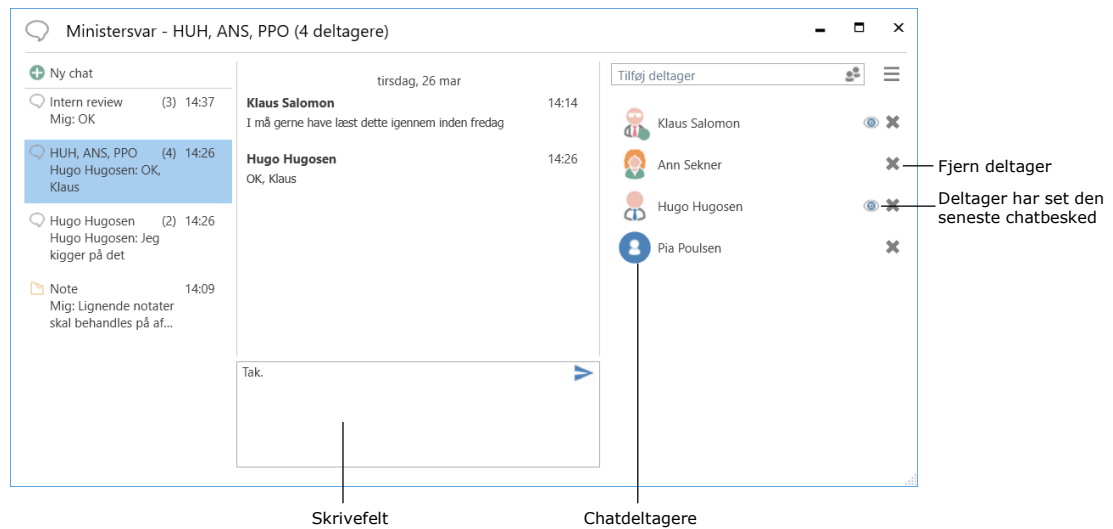 Ministersvar - HUH, ANS, PPO (4 deltagere)
Ny chat
Intern review (3) 14:37
Mig: OK
HUH, ANS, PPO (4) 14:26
Hugo Hugosen: OK,
Klaus
Hugo Hugosen (2) 14:26
Hugo Hugosen: Jeg
kigger på det
Note 14:09
Mig: Lignende notater
skal behandles på af...
tirsdag, 26 mar
Klaus Salomon 14:14
I må gerne have læst dette igennem inden fredag
Hugo Hugosen 14:26
OK, Klaus
Tak.
Tilføj deltager
Klaus Salomon
Ann Sekner
Hugo Hugosen
Pia Poulsen
Fjern deltager
Deltager har set den
seneste chatbesked
Skrivefelt
Chatdeltagere